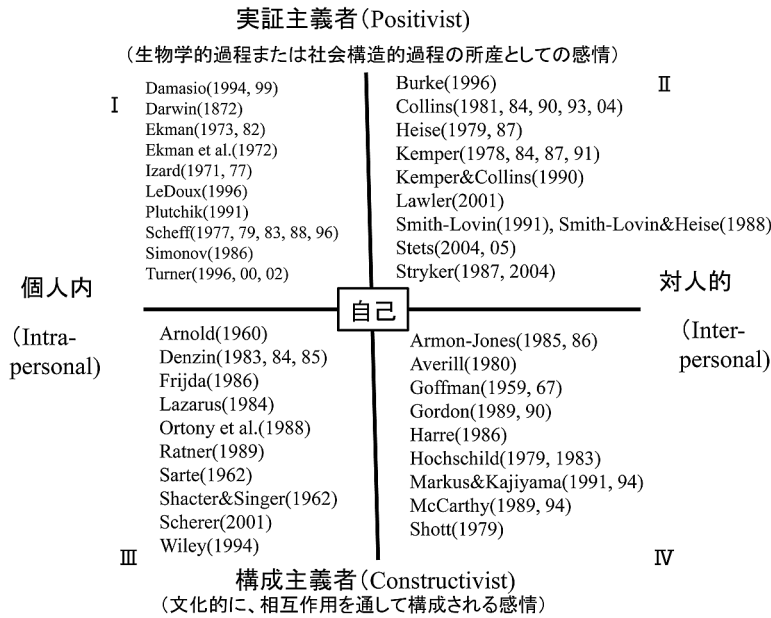 実証主義者(Positivist)
(生物学的過程または社会構造的過程の所産としての感情)
Ⅰ
Damasio(1994, 99)
Darwin(1872)
Ekman(1973, 82)
Ekman et al.(1972)
Izard(1971, 77)
LeDoux(1996)
Plutchik(1991)
Scheff(1977, 79, 83, 88, 96)
Simonov(1986)
Turner(1996, 00, 02)
Ⅱ
Burke(1996)
Collins(1981, 84, 90, 93, 04)
Heise(1979, 87)
Kemper(1978, 84, 87, 91)
Kemper&Collins(1990)
Lawler(2001)
Smith-Lovin(1991), Smith-Lovin&Heise(1988)
Stets(2004, 05)
Stryker(1987, 2004)
個人内
(Intra-
personal)
自己
対人的
(Inter-
personal)
Arnold(1960)
Denzin(1983, 84, 85)
Frijda(1986)
Lazarus(1984)
Ortony et al.(1988)
Ratner(1989)
Sarte(1962)
Shacter&Singer(1962)
Scherer(2001)
Wiley(1994)
Ⅲ
Armon-Jones(1985, 86)
Averill(1980)
Goffman(1959, 67)
Gordon(1989, 90)
Harre(1986)
Hochschild(1979, 1983)
Markus&Kajiyama(1991, 94)
McCarthy(1989, 94)
Shott(1979)
Ⅳ
構成主義者(Constructivist)
(文化的に、相互作用を通して構成される感情)